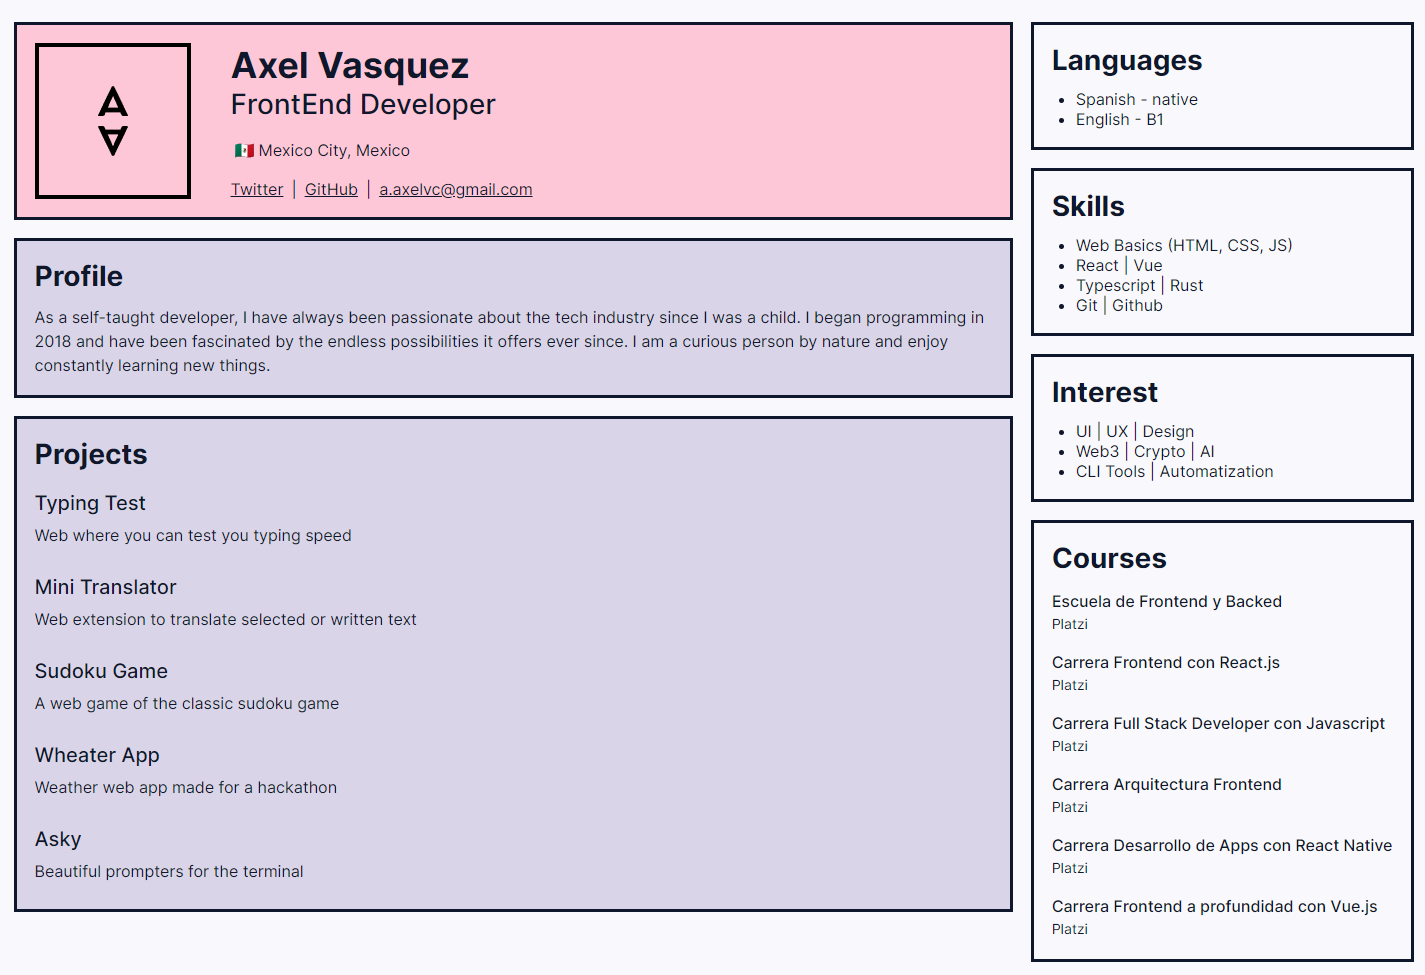 Axel Vasquez
FrontEnd Developer
🇲🇽 Mexico City, Mexico
Twitter | GitHub | a.axelvc@gmail.com
Profile
As a self-taught developer, I have always been passionate about the tech industry since I was a child. I began programming in
2018 and have been fascinated by the endless possibilities it offers ever since. I am a curious person by nature and enjoy
constantly learning new things.
Projects
Typing Test
Web where you can test you typing speed
Mini Translator
Web extension to translate selected or written text
Sudoku Game
A web game of the classic sudoku game
Wheater App
Weather web app made for a hackathon
Asky
Beautiful prompters for the terminal
Languages
• Spanish - native
• English - B1
Skills
• Web Basics (HTML, CSS, JS)
• React | Vue
• Typescript | Rust
• Git | Github
Interest
• UI | UX | Design
• Web3 | Crypto | AI
• CLI Tools | Automatization
Courses
Escuela de Frontend y Backed
Platzi
Carrera Frontend con React.js
Platzi
Carrera Full Stack Developer con Javascript
Platzi
Carrera Arquitectura Frontend
Platzi
Carrera Desarrollo de Apps con React Native
Platzi
Carrera Frontend a profundidad con Vue.js
Platzi